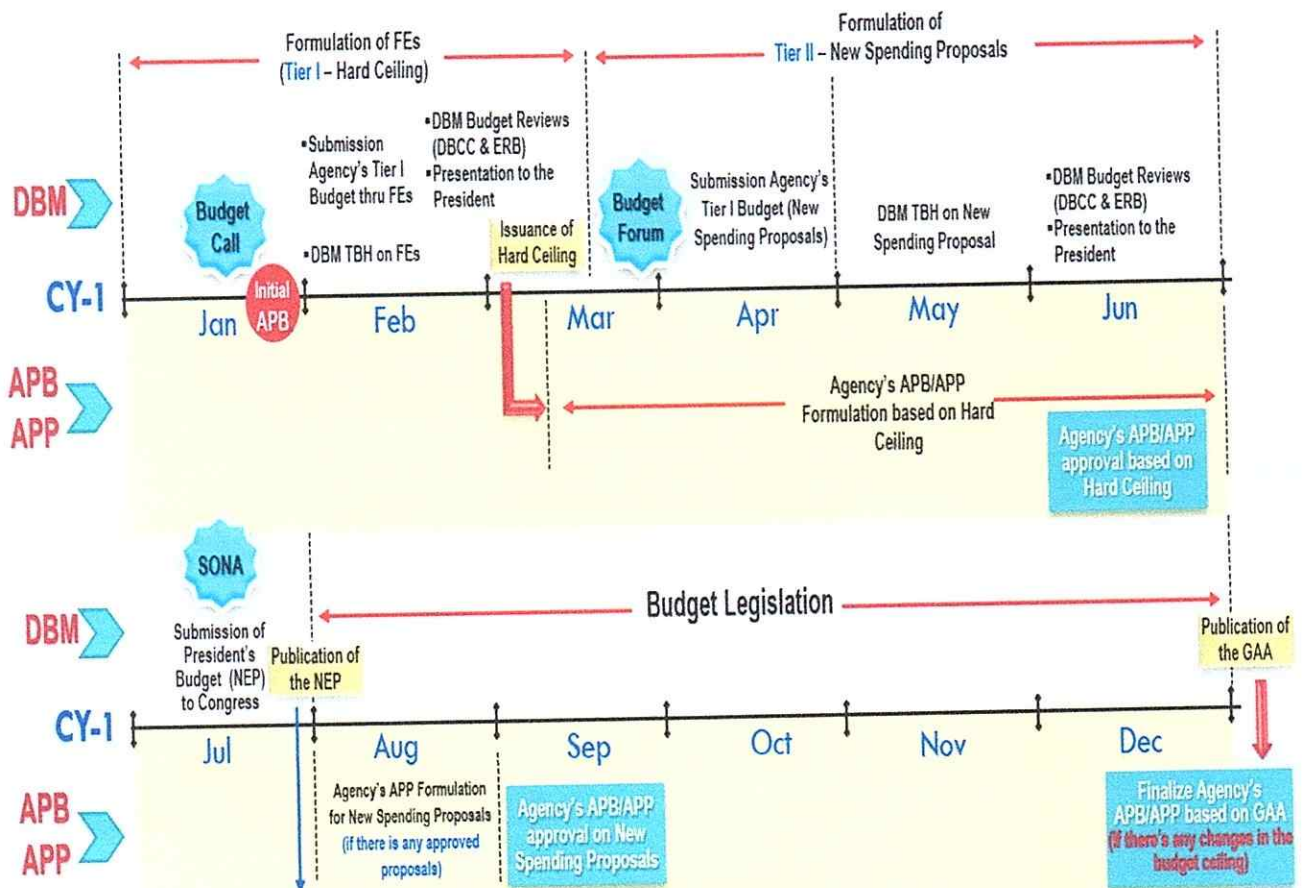 Formulation of FEs
(Tier I – Hard Ceiling)
Formulation of
Tier II – New Spending Proposals
DBM
Budget
Call
▪Submission
Agency's Tier I
Budget thru FEs
▪DBM TBH on FEs
▪DBM Budget Reviews
(DBCC & ERB)
▪Presentation to the
President
Issuance of
Hard Ceiling
Budget
Forum
Submission Agency's
Tier I Budget (New
Spending Proposals)
DBM TBH on New
Spending Proposal
▪DBM Budget Reviews
(DBCC & ERB)
▪Presentation to the
President
CY-1
Initial
APB
Jan
Feb
Mar
Apr
May
Jun
APB
APP
Agency's APB/APP
Formulation based on Hard
Ceiling
Agency's APB/APP
approval based on
Hard Ceiling
SONA
DBM
Budget Legislation
Submission of
President's
Budget (NEP)
to Congress
Publication of
the NEP
Publication of
the GAA
CY-1
Jul
Aug
Sep
Oct
Nov
Dec
APB
APP
Agency's APP Formulation
for New Spending Proposals
(if there is any approved
proposals)
Agency's APB/APP
approval on New
Spending Proposals
Finalize Agency's
APB/APP based on GAA
(If there's any changes in the
budget ceiling)